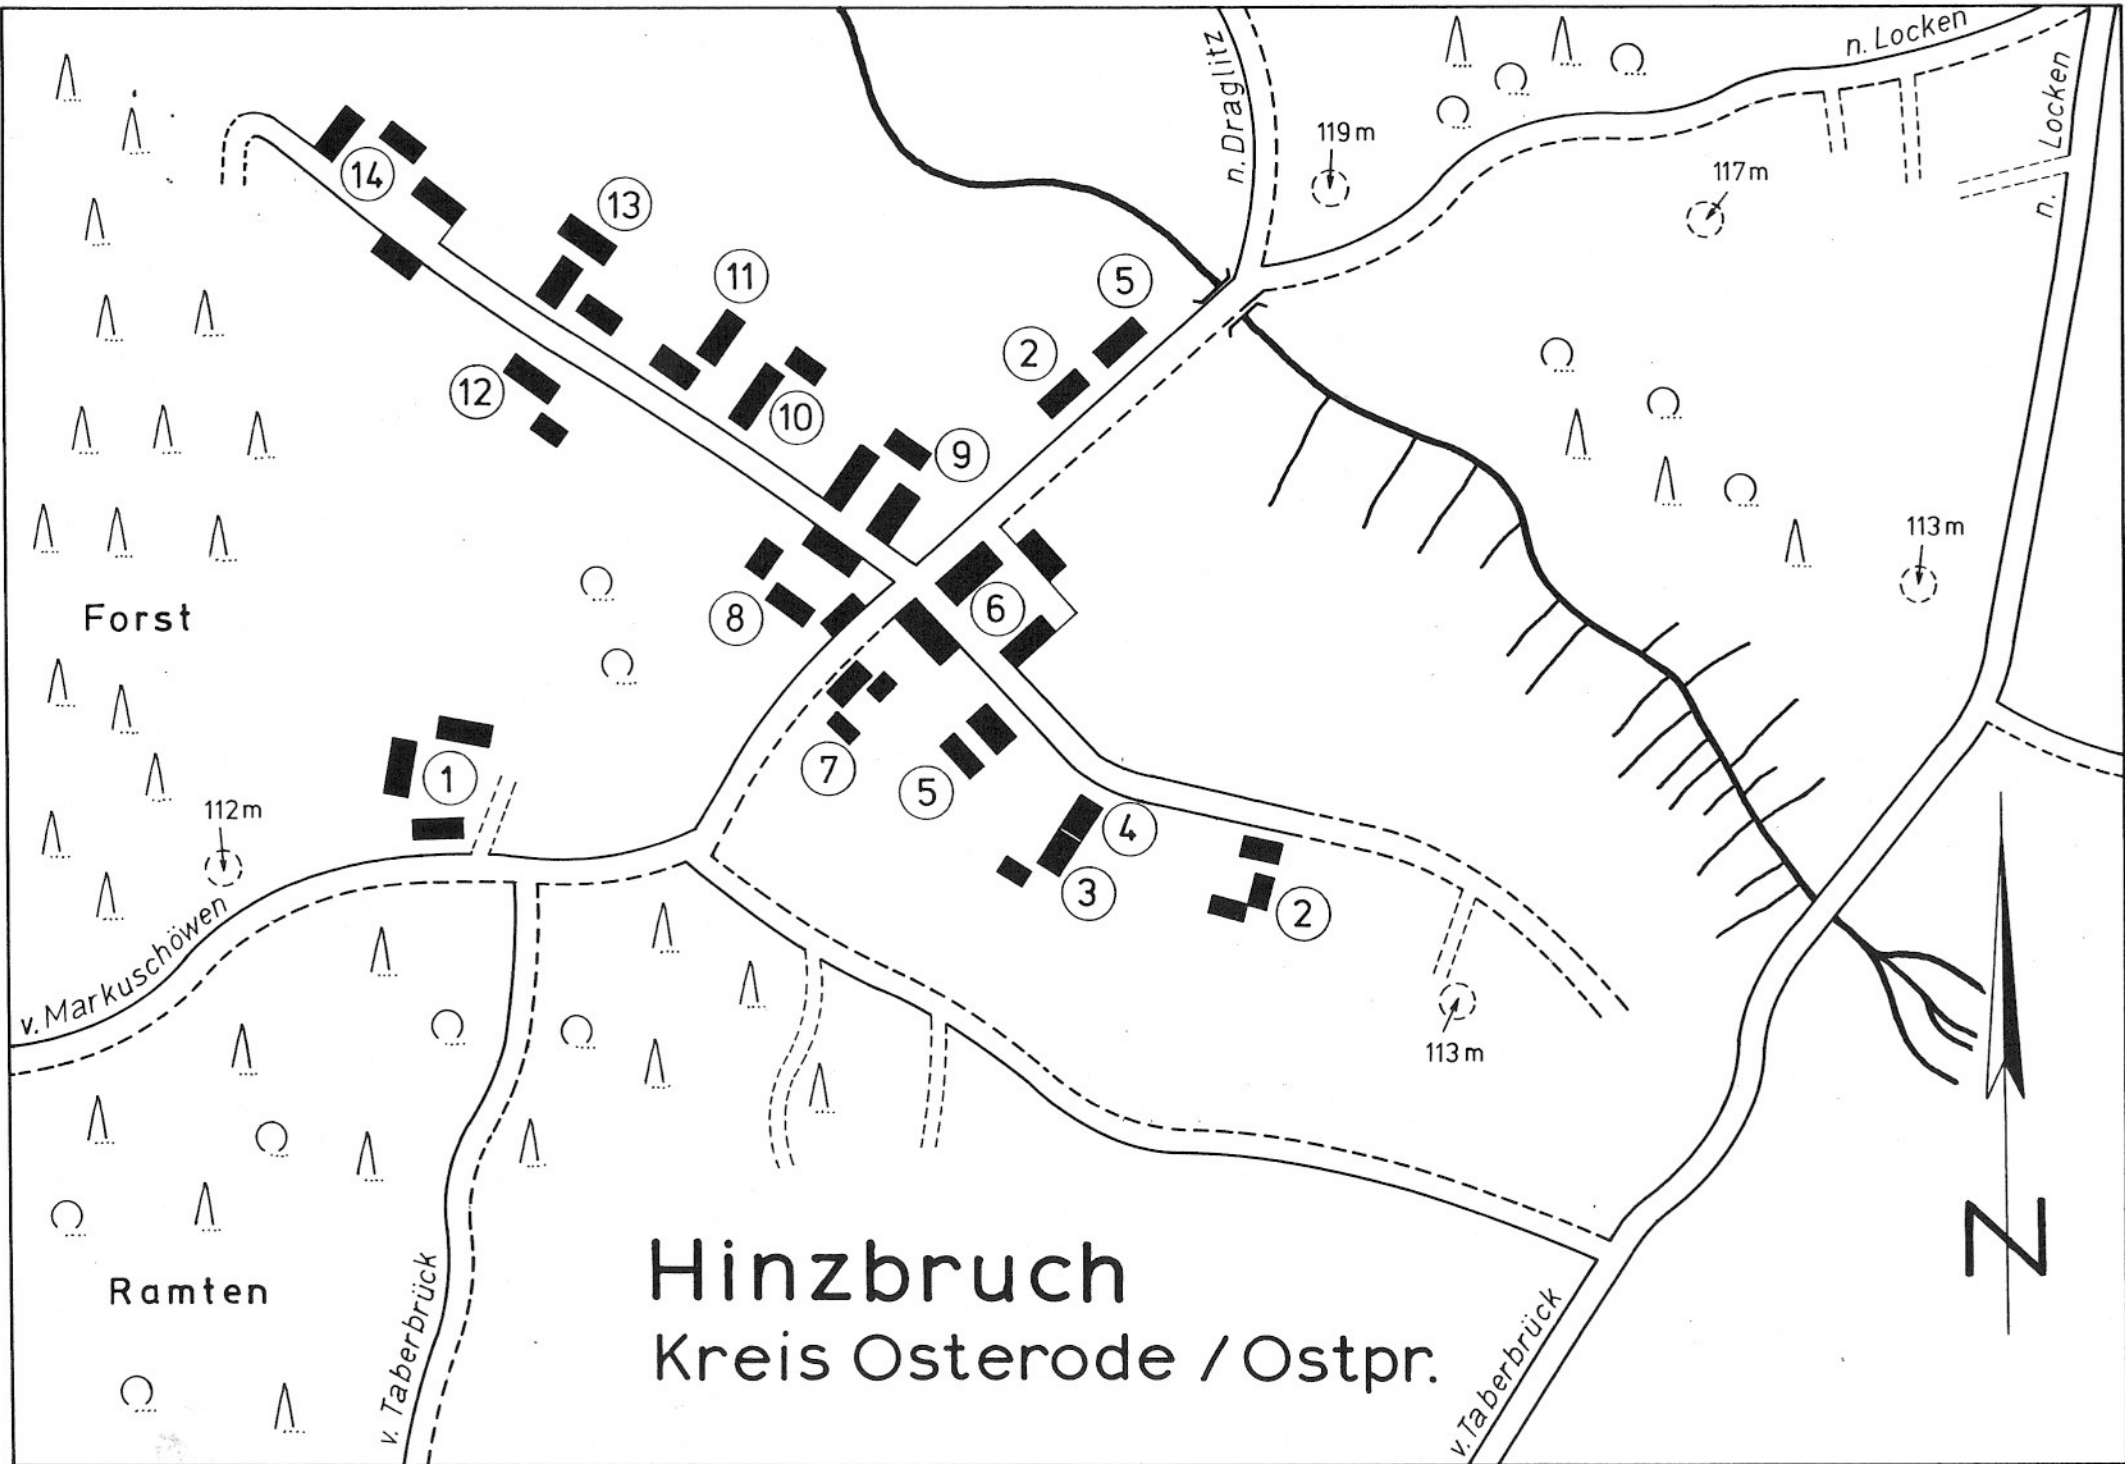 n. Locken
n. Draglitz
n. Locken
119 m
117 m
14
13
11
5
2
12
10
9
113 m
6
Forst
8
7
1
5
112 m
4
3
2
v. Markuschöwen
113 m
Ramten
v. Taberbrück
Hinzbruch
Kreis Osterode / Ostpr.
v. Taberbrück
N